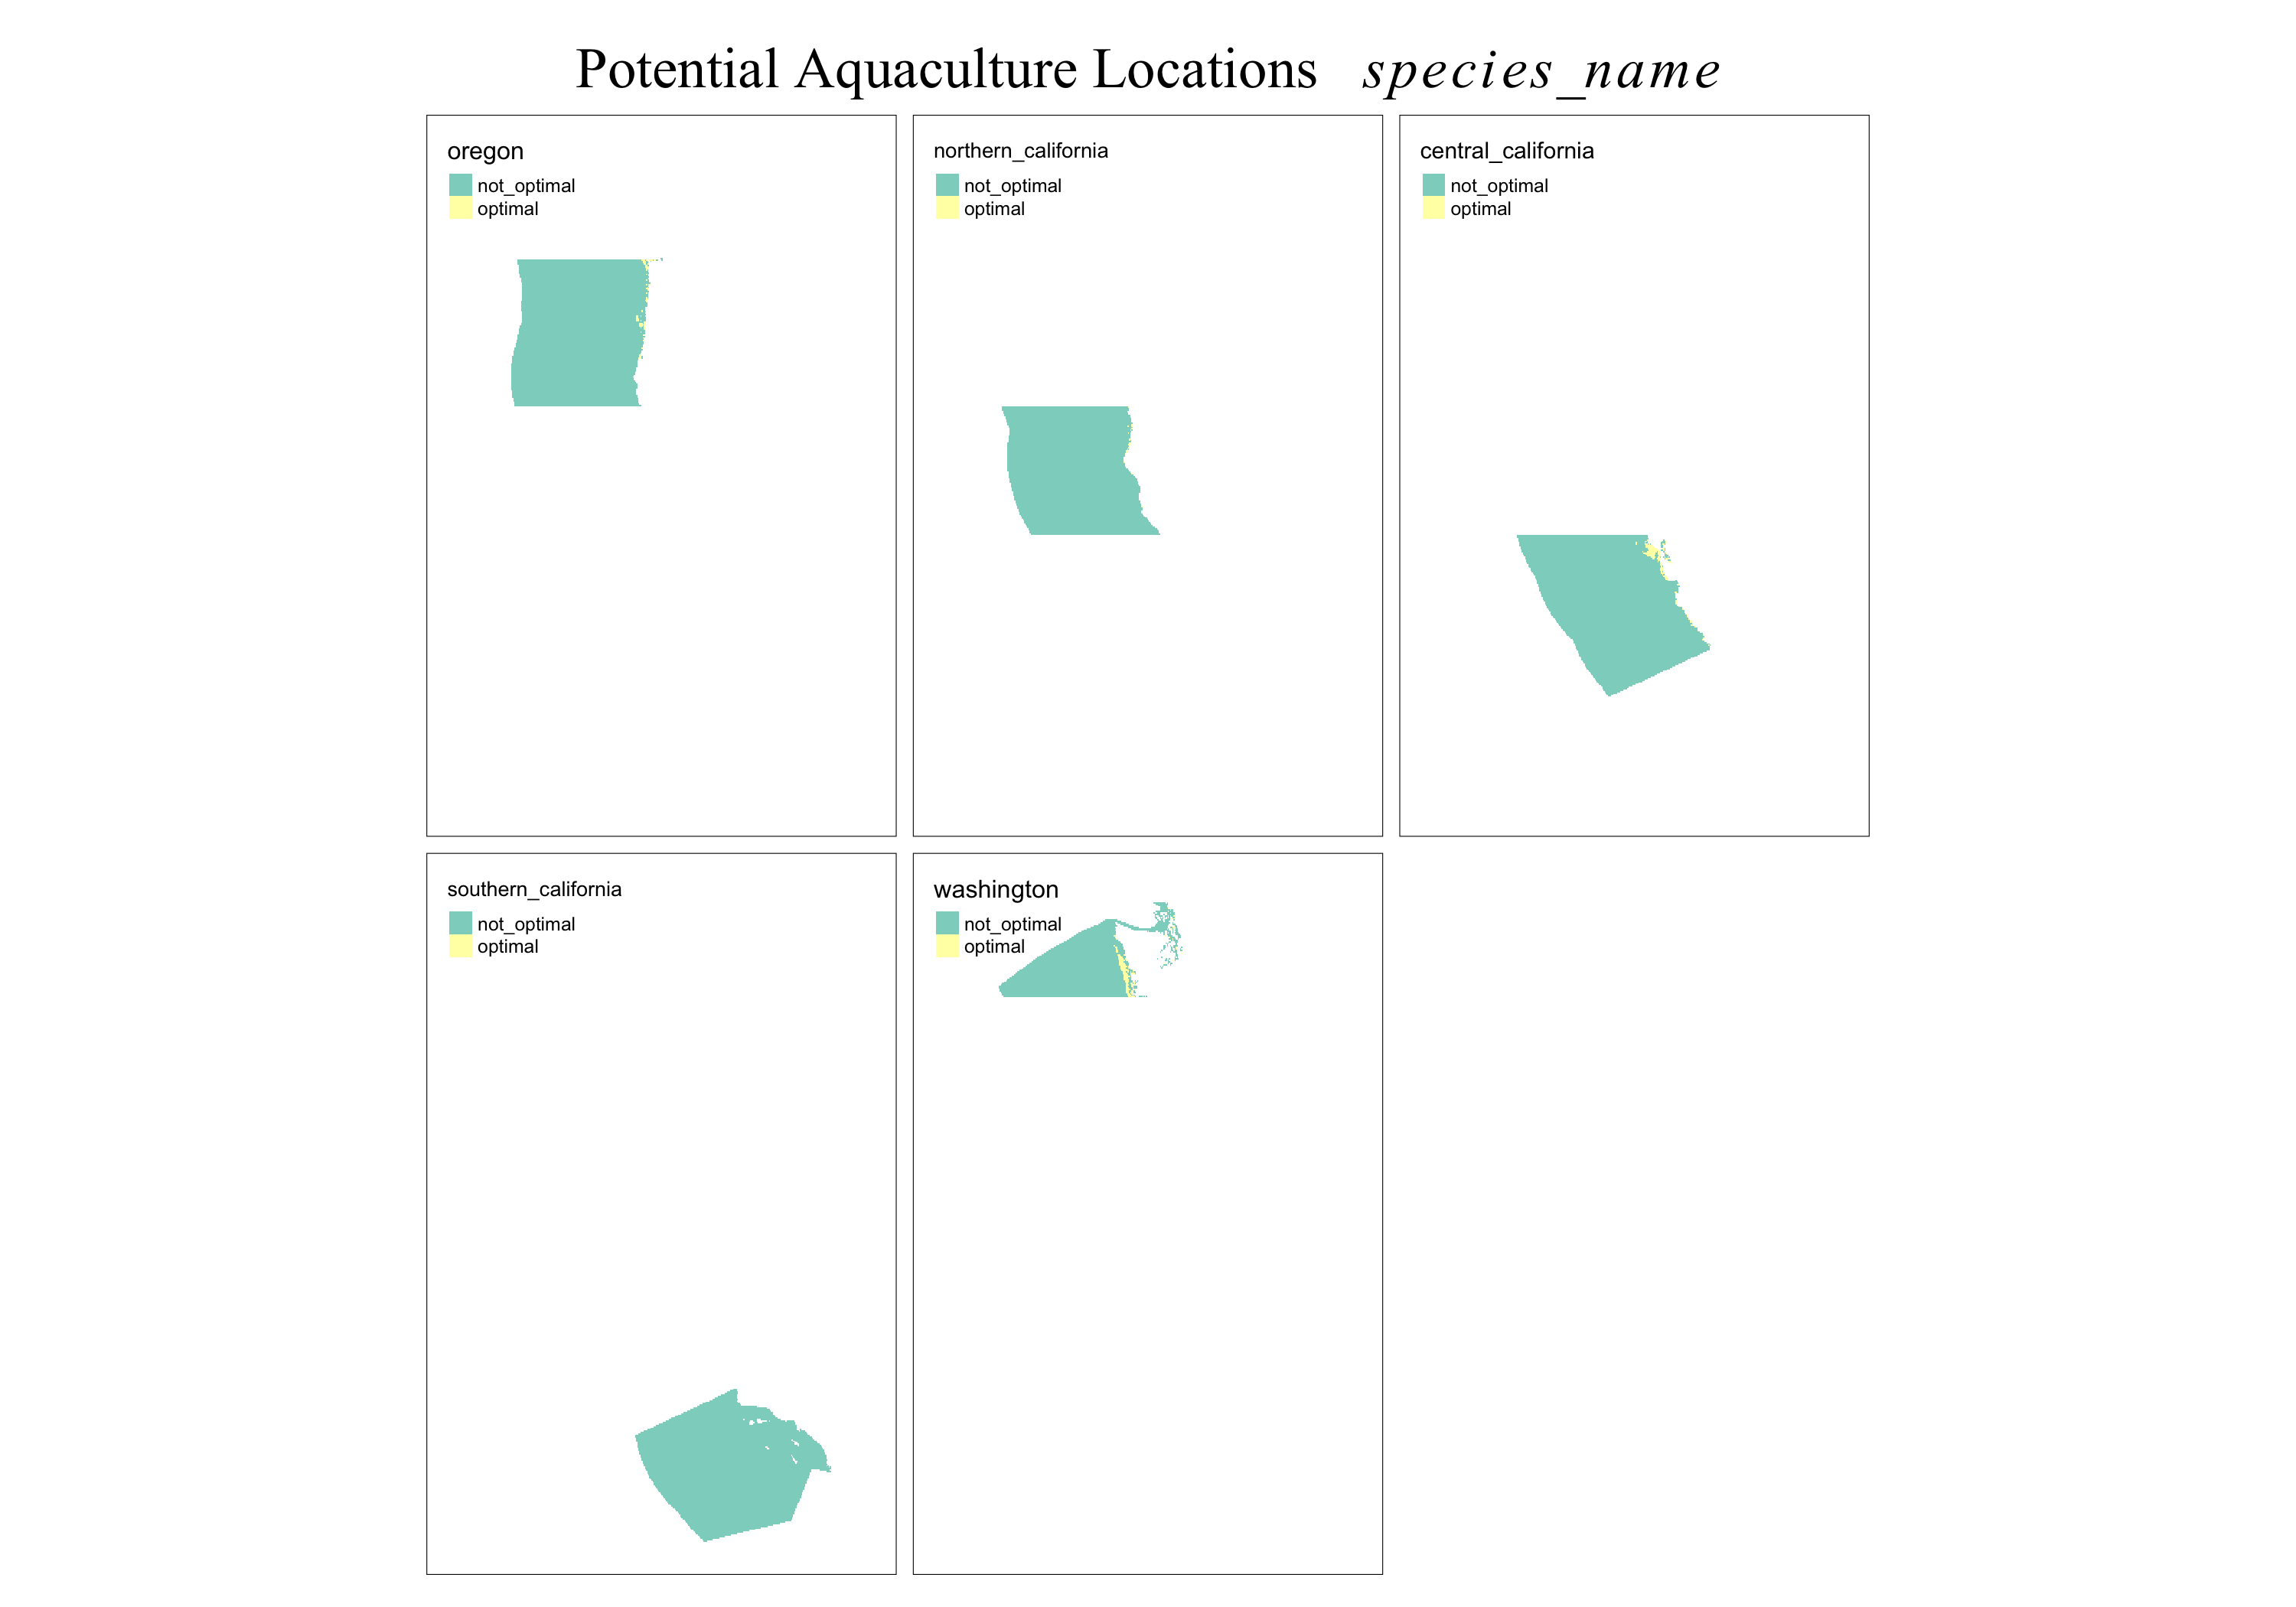 Potential Aquaculture Locations species_name
oregon
not_optimal
optimal
northern_california
not_optimal
optimal
central_california
not_optimal
optimal
southern_california
not_optimal
optimal
washington
not_optimal
optimal